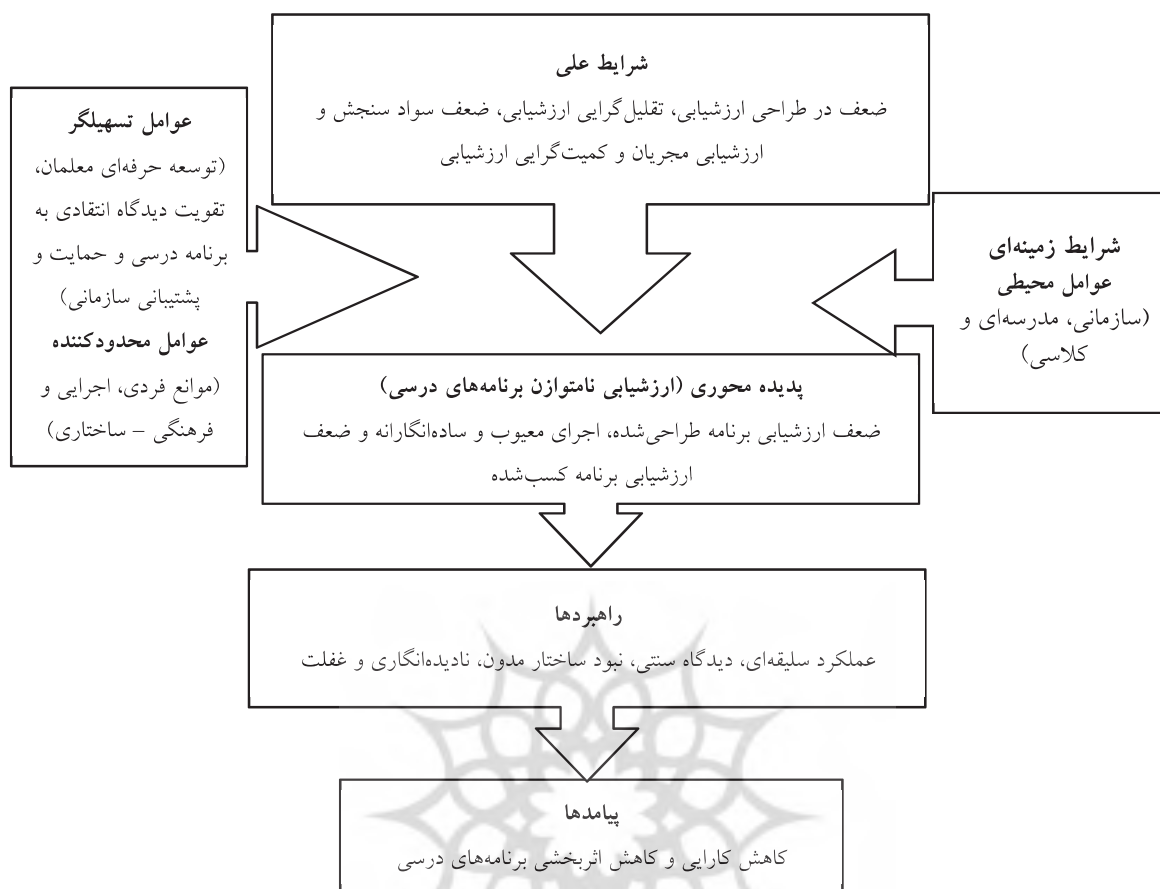 شرایط علی
ضعف در طراحی ارزشیابی، تقلیل‌گرایی ارزشیابی، ضعف سواد سنجش و
ارزشیابی مجریان و کمیت‌گرایی ارزشیابی
عوامل تسهیلگر
(توسعه حرفه‌ای معلمان،
تقویت دیدگاه انتقادی به
برنامه درسی و حمایت و
پشتیبانی سازمانی)
عوامل محدودکننده
(موانع فردی، اجرایی و
فرهنگی – ساختاری)
شرایط زمینه‌ای
عوامل محیطی
(سازمانی، مدرسه‌ای و
کلاسی)
پدیده محوری (ارزشیابی نامتوازن برنامه‌های درسی)
ضعف ارزشیابی برنامه طراحی‌شده، اجرای معیوب و ساده‌انگارانه و ضعف
ارزشیابی برنامه کسب‌شده
راهبردها
عملکرد سلیقه‌ای، دیدگاه سنتی، نبود ساختار مدون، نادیده‌انگاری و غفلت
پیامدها
کاهش کارایی و کاهش اثربخشی برنامه‌های درسی